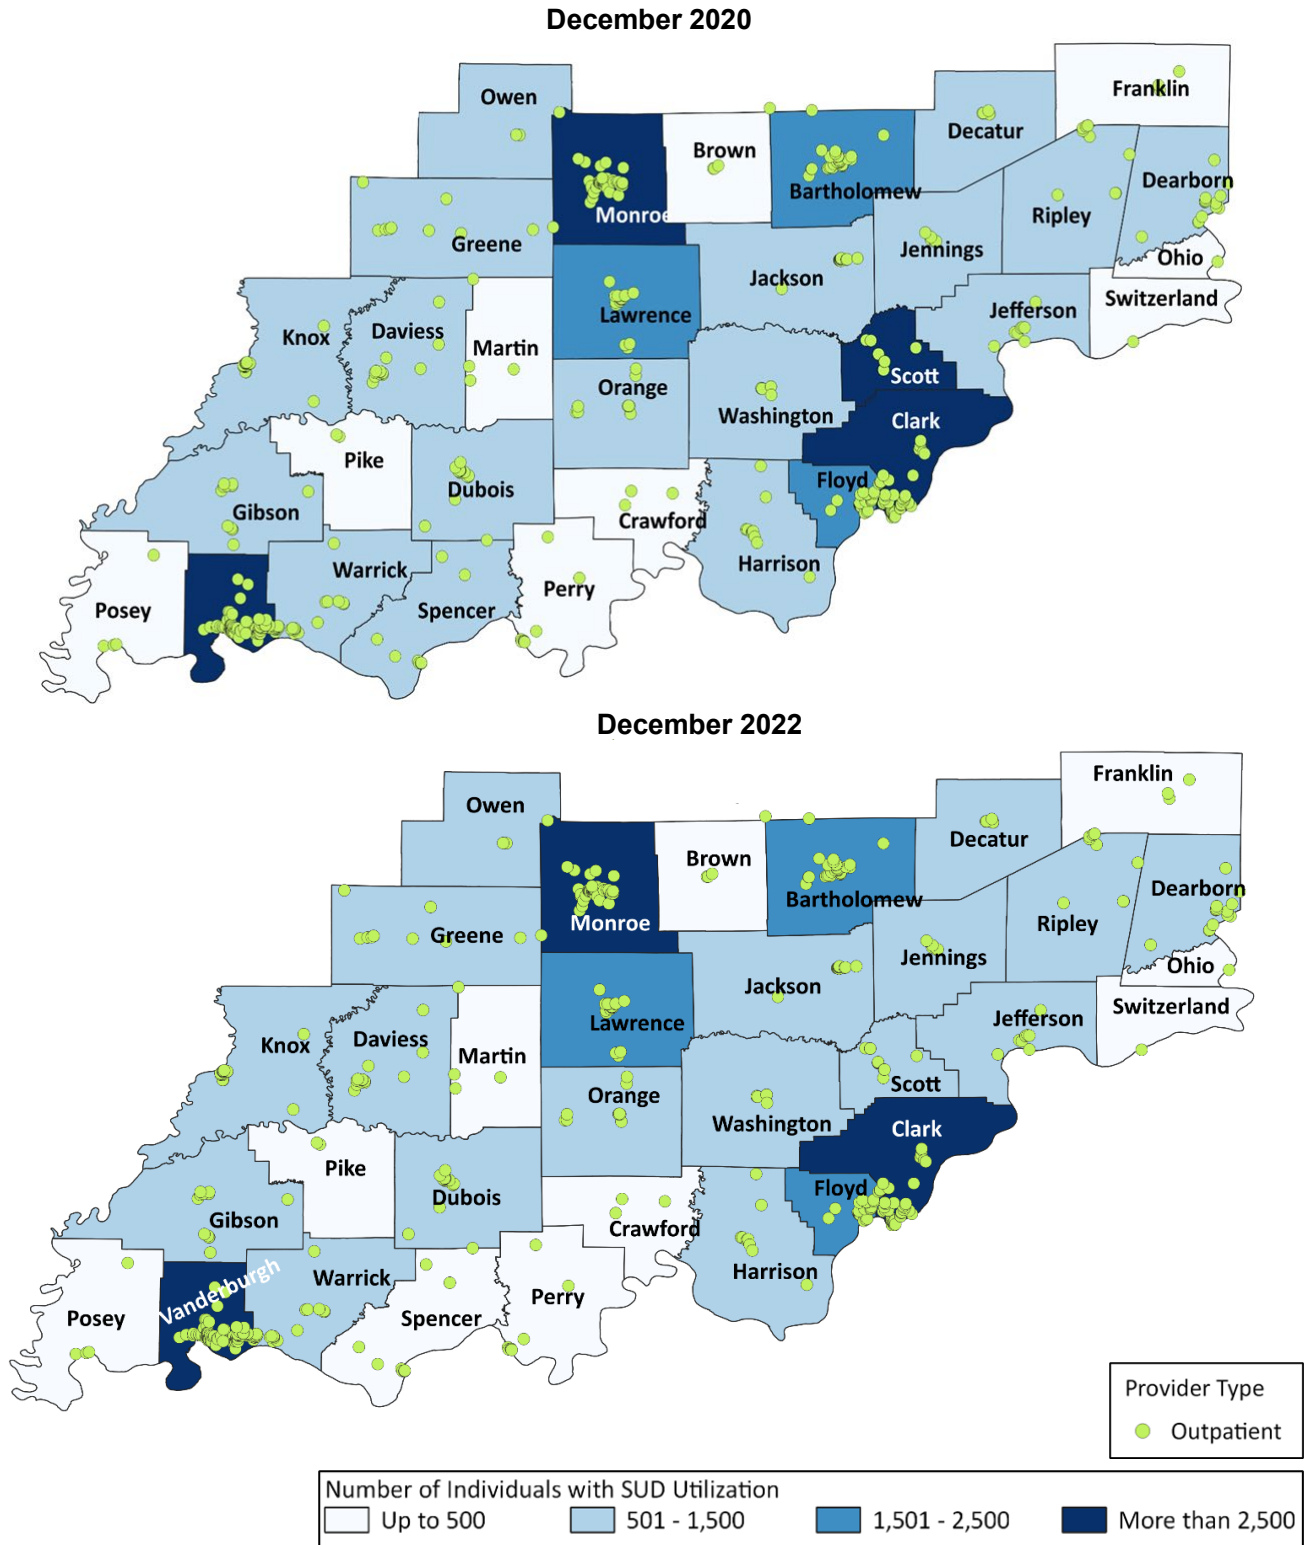 December 2020
Owen
Franklin
Decatur
Brown
Bartholomew
Dearborn
Monroe
Ripley
Greene
Jennings
Ohio
Jackson
Switzerland
Jefferson
Lawrence
Knox
Daviess
Martin
Scott
Orange
Washington
Clark
Pike
Floyd
Dubois
Gibson
Crawford
Harrison
Warrick
Perry
Posey
Spencer
December 2022
Franklin
Owen
Decatur
Brown
Dearborn
Bartholomew
Monroe
Ripley
Greene
Jennings
Ohio
Jackson
Switzerland
Jefferson
Lawrence
Daviess
Knox
Martin
Scott
Orange
Washington
Clark
Pike
Floyd
Dubois
Gibson
Crawford
Harrison
Warrick
Vanderburgh
Perry
Posey
Spencer
Provider Type
Outpatient
Number of Individuals with SUD Utilization
Up to 500
501 - 1,500
1,501 - 2,500
More than 2,500